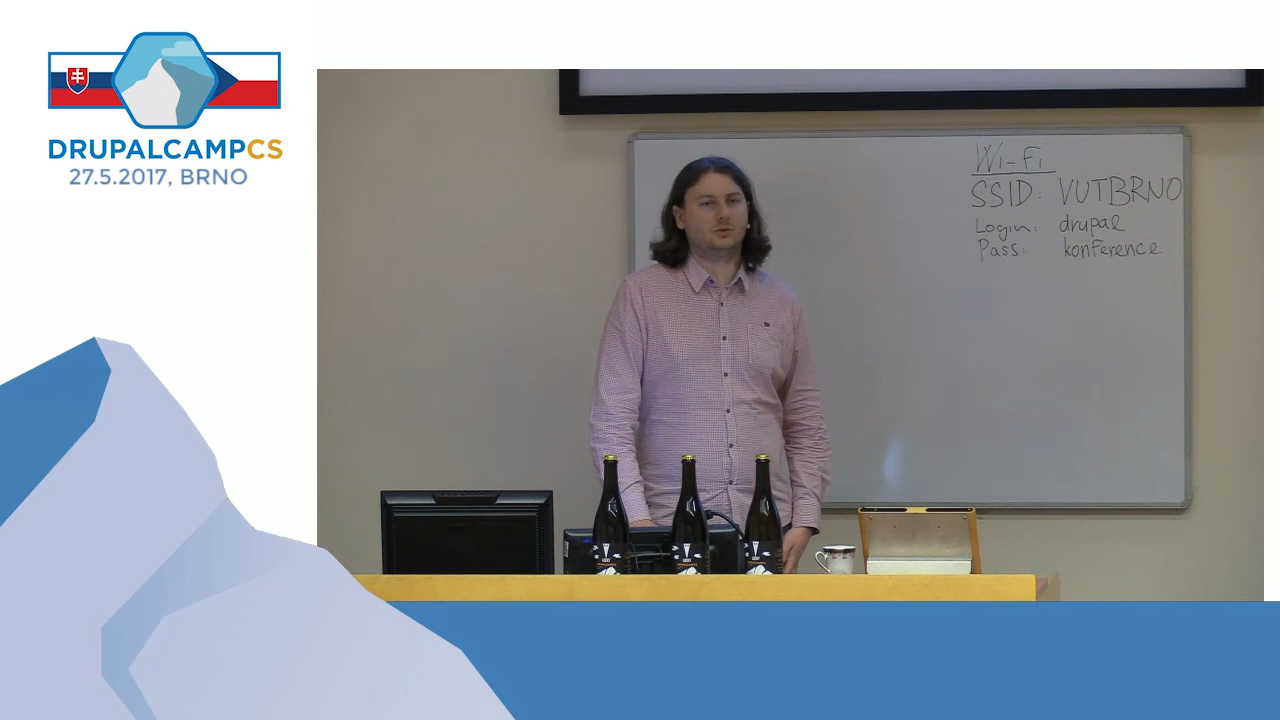 DRUPALCAMPCS
27.5.2017, BRNO
Wi-Fi
SSID: VUTBRNO
Login: drupal
Pass: konference